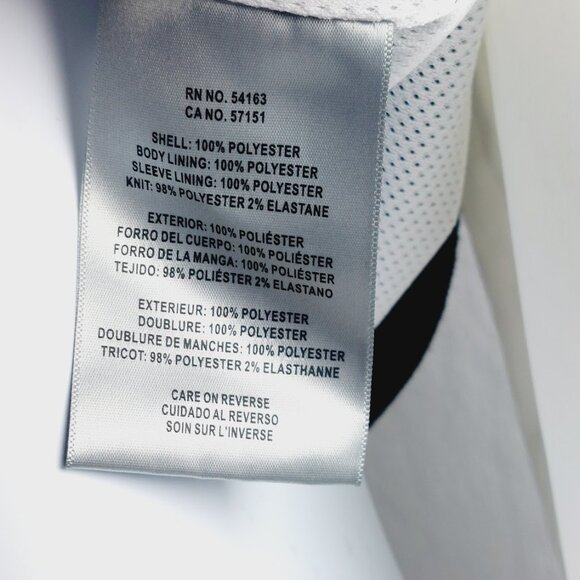 RN NO. 54163
CA NO. 57151
SHELL: 100% POLYESTER
BODY LINING: 100% POLYESTER
SLEEVE LINING: 100% POLYESTER
KNIT: 98% POLYESTER 2% ELASTANE
EXTERIOR: 100% POLIÉSTER
FORRO DEL CUERPO: 100% POLIÉSTER
FORRO DE LA MANGA: 100% POLIÉSTER
TEJIDO: 98% POLIÉSTER 2% ELASTANO
EXTERIEUR: 100% POLYESTER
DOUBLURE: 100% POLYESTER
DOUBLURE DE MANCHES: 100% POLYESTER
TRICOT: 98% POLYESTER 2% ELASTHANNE
CARE ON REVERSE
CUIDADO AL REVERSO
SOIN SUR L'INVERSE